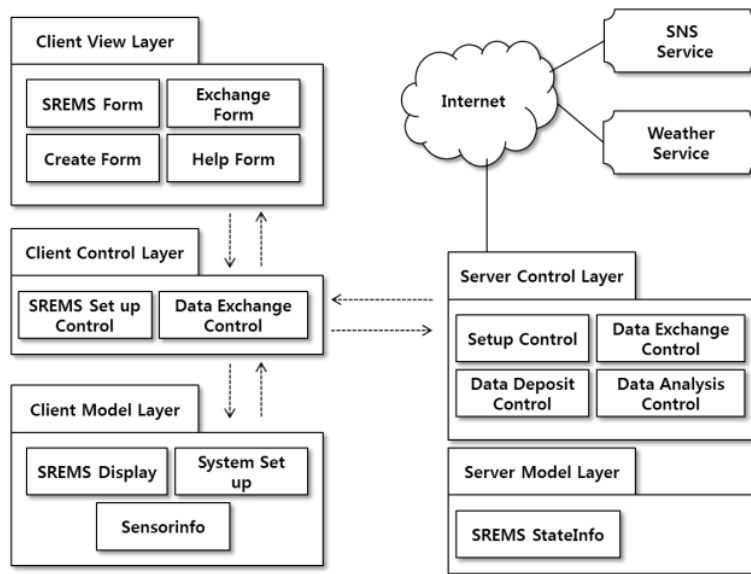 Client View Layer
SREMS Form
Exchange
Form
Create Form
Help Form
Client Control Layer
SREMS Set up
Control
Data Exchange
Control
Client Model Layer
SREMS Display
System Set
up
Sensorinfo
Internet
SNS
Service
Weather
Service
Server Control Layer
Setup Control
Data Exchange
Control
Data Deposit
Control
Data Analysis
Control
Server Model Layer
SREMS StateInfo